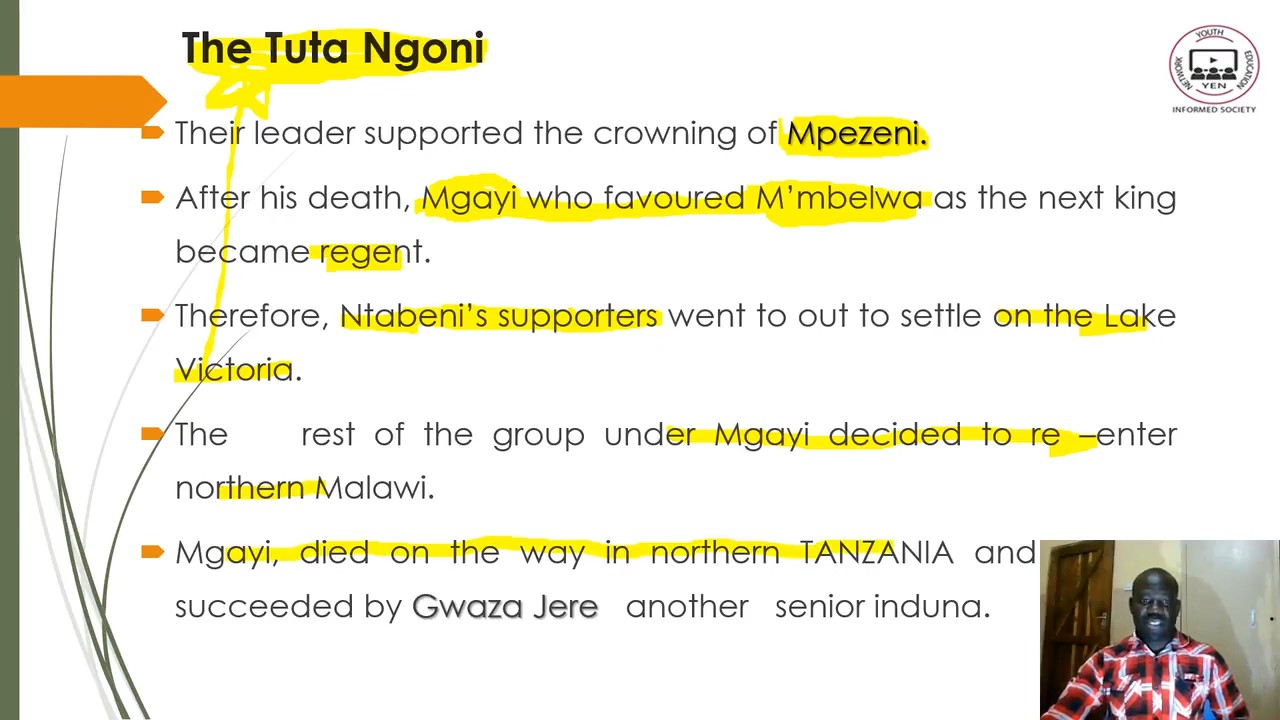 The Tuta Ngoni
YOUTH EDUCATION NETWORK
YEN
INFORMED SOCIETY
Their leader supported the crowning of Mpezeni.
After his death, Mgayi who favoured M’mbelwa as the next king
became regent.
Therefore, Ntabeni’s supporters went to out to settle on the Lake
Victoria.
The rest of the group under Mgayi decided to re –enter
northern Malawi.
Mgayi, died on the way in northern TANZANIA and
succeeded by Gwaza Jere another senior induna.